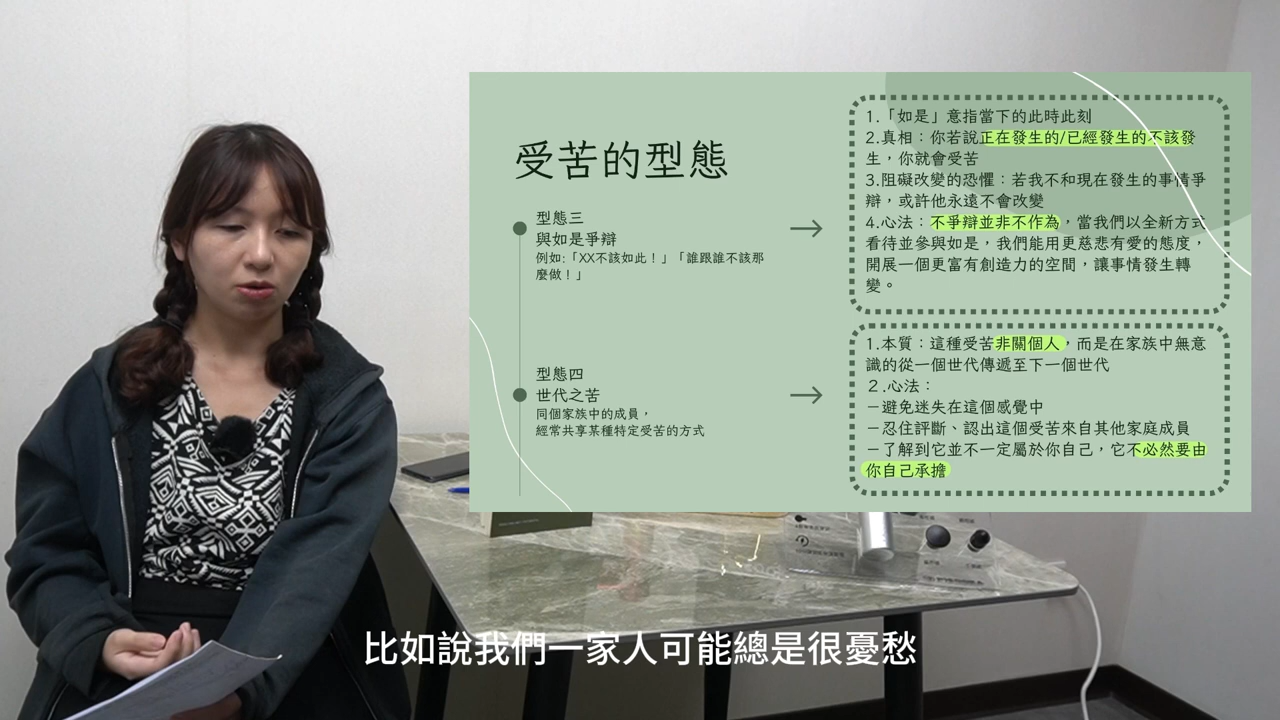 受苦的型態
型態三
與如是爭辯
例如:「XX不該如此！」「誰跟誰不該那
麼做！」
1.「如是」意指當下的此時此刻
2.真相：你若說正在發生的/已經發生的不該發
生，你就會受苦
3.阻礙改變的恐懼：若我不和現在發生的事情爭
辯，或許他永遠不會改變
4.心法：不爭辯並非不作為，當我們以全新方式
看待並參與如是，我們能用更慈悲有愛的態度，
開展一個更富有創造力的空間，讓事情發生轉
變。
型態四
世代之苦
同個家族中的成員，
經常共享某種特定受苦的方式
1.本質：這種受苦非關個人，而是在家族中無意
識的從一個世代傳遞至下一個世代
２.心法：
－避免迷失在這個感覺中
－忍住評斷、認出這個受苦來自其他家庭成員
－了解到它並不一定屬於你自己，它不必然要由
你自己承擔
比如說我們一家人可能總是很憂愁